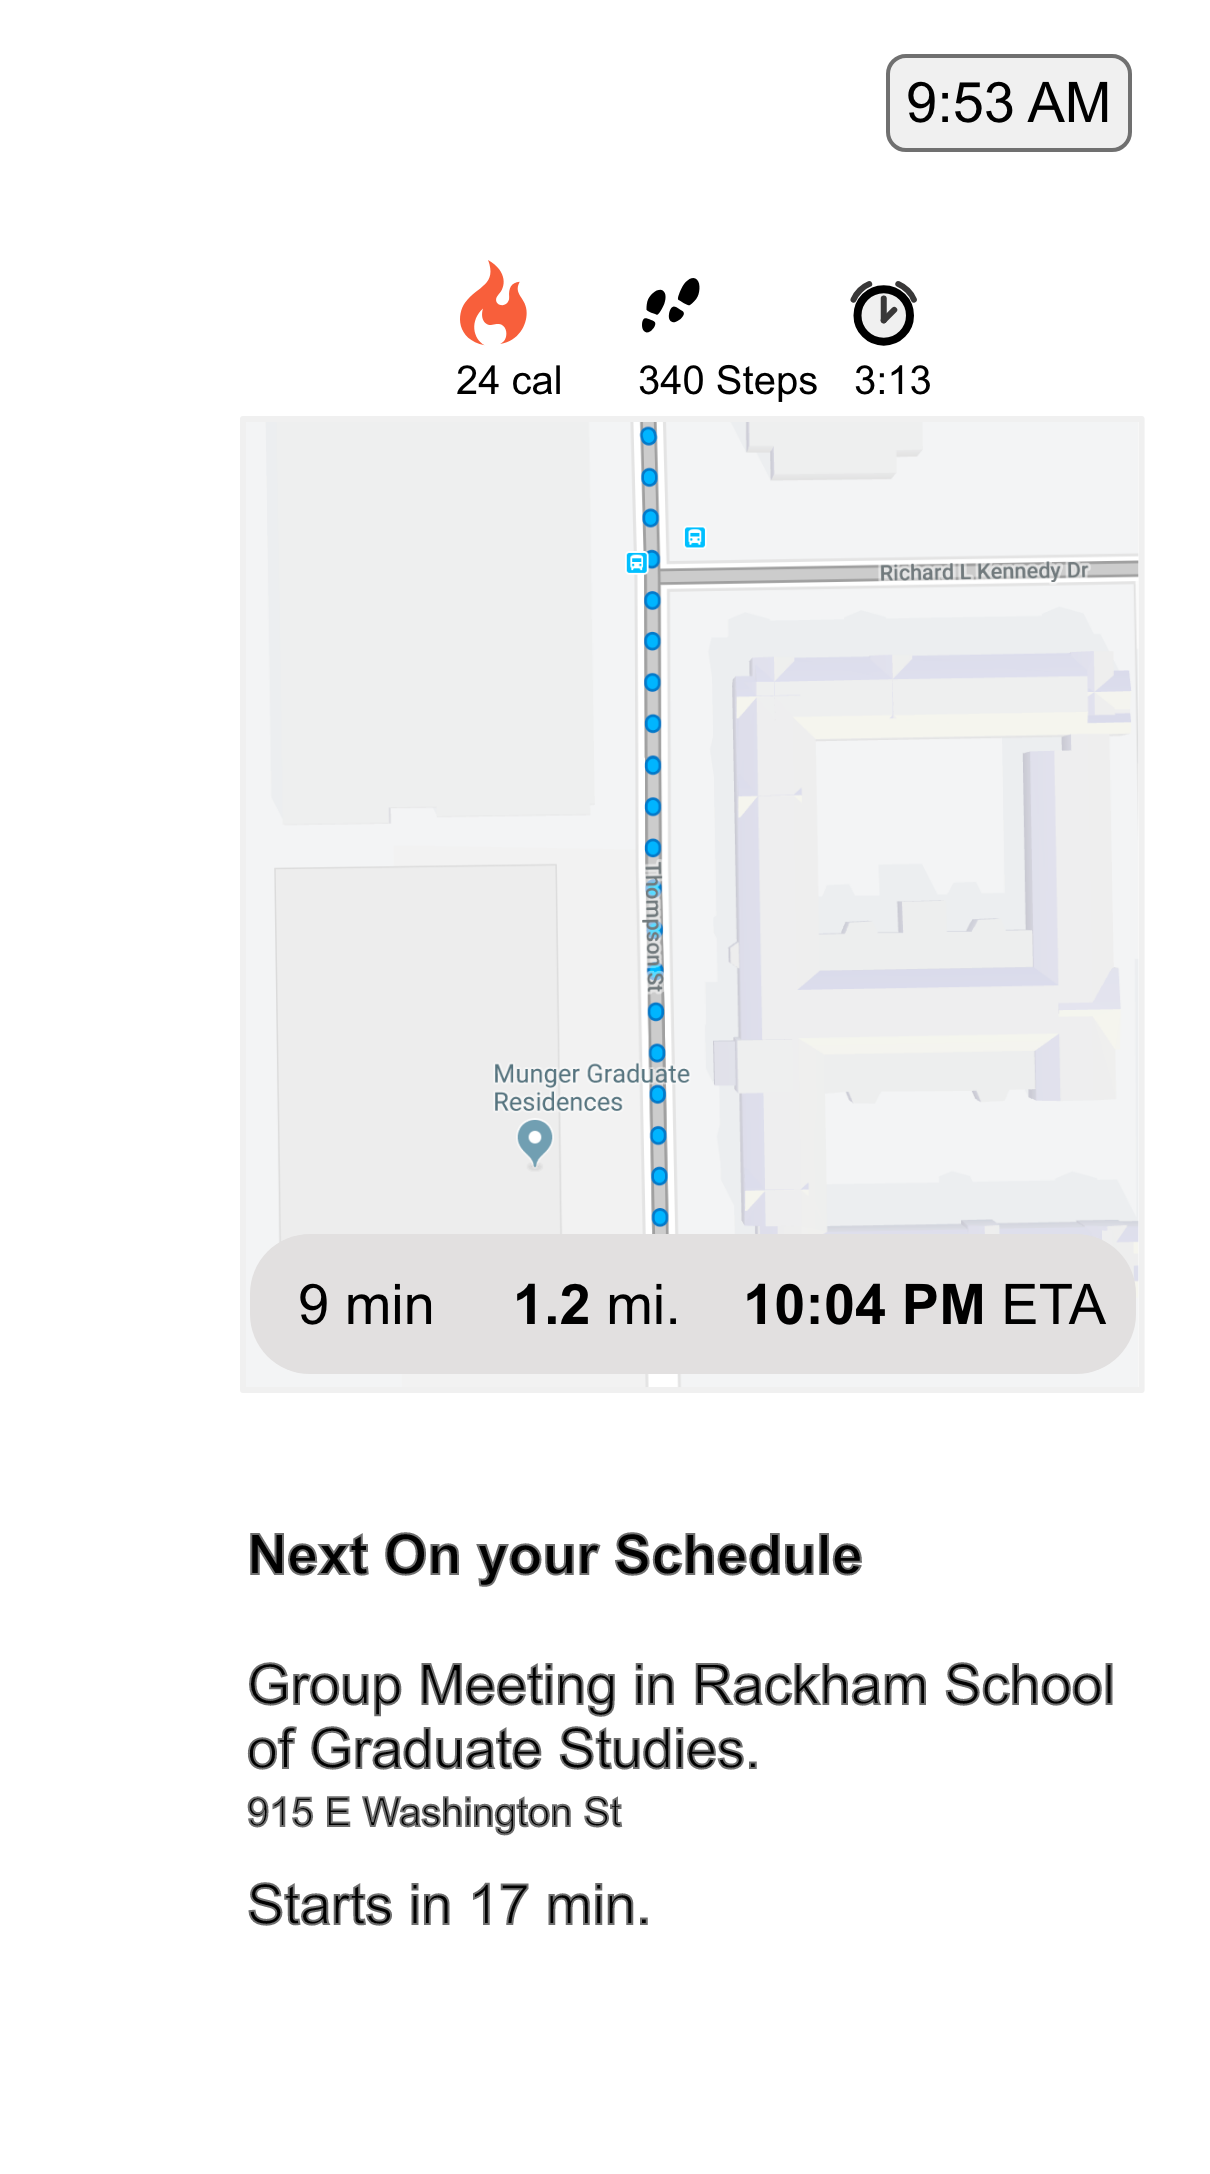 9:53 AM
24 cal 340 Steps 3:13
Richard L Kennedy Dr
Thompson St
Munger Graduate
Residences
9 min 1.2 mi. 10:04 PM ETA
Next On your Schedule
Group Meeting in Rackham School
of Graduate Studies.
915 E Washington St
Starts in 17 min.